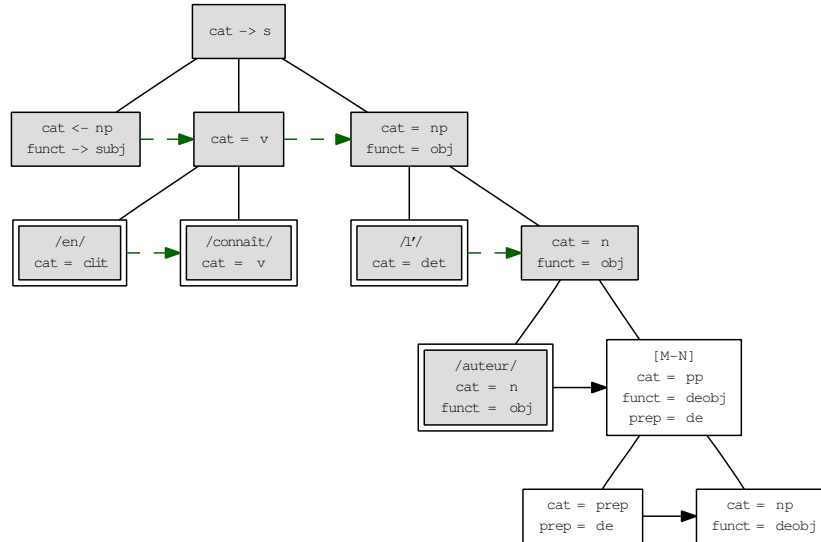 cat -> s
cat <- np
funct -> subj
cat = v
cat = np
funct = obj
/en/
cat = clit
/connaît/
cat = v
/l'/
cat = det
cat = n
funct = obj
/auteur/
cat = n
funct = obj
[M-N]
cat = pp
funct = deobj
prep = de
cat = prep
prep = de
cat = np
funct = deobj